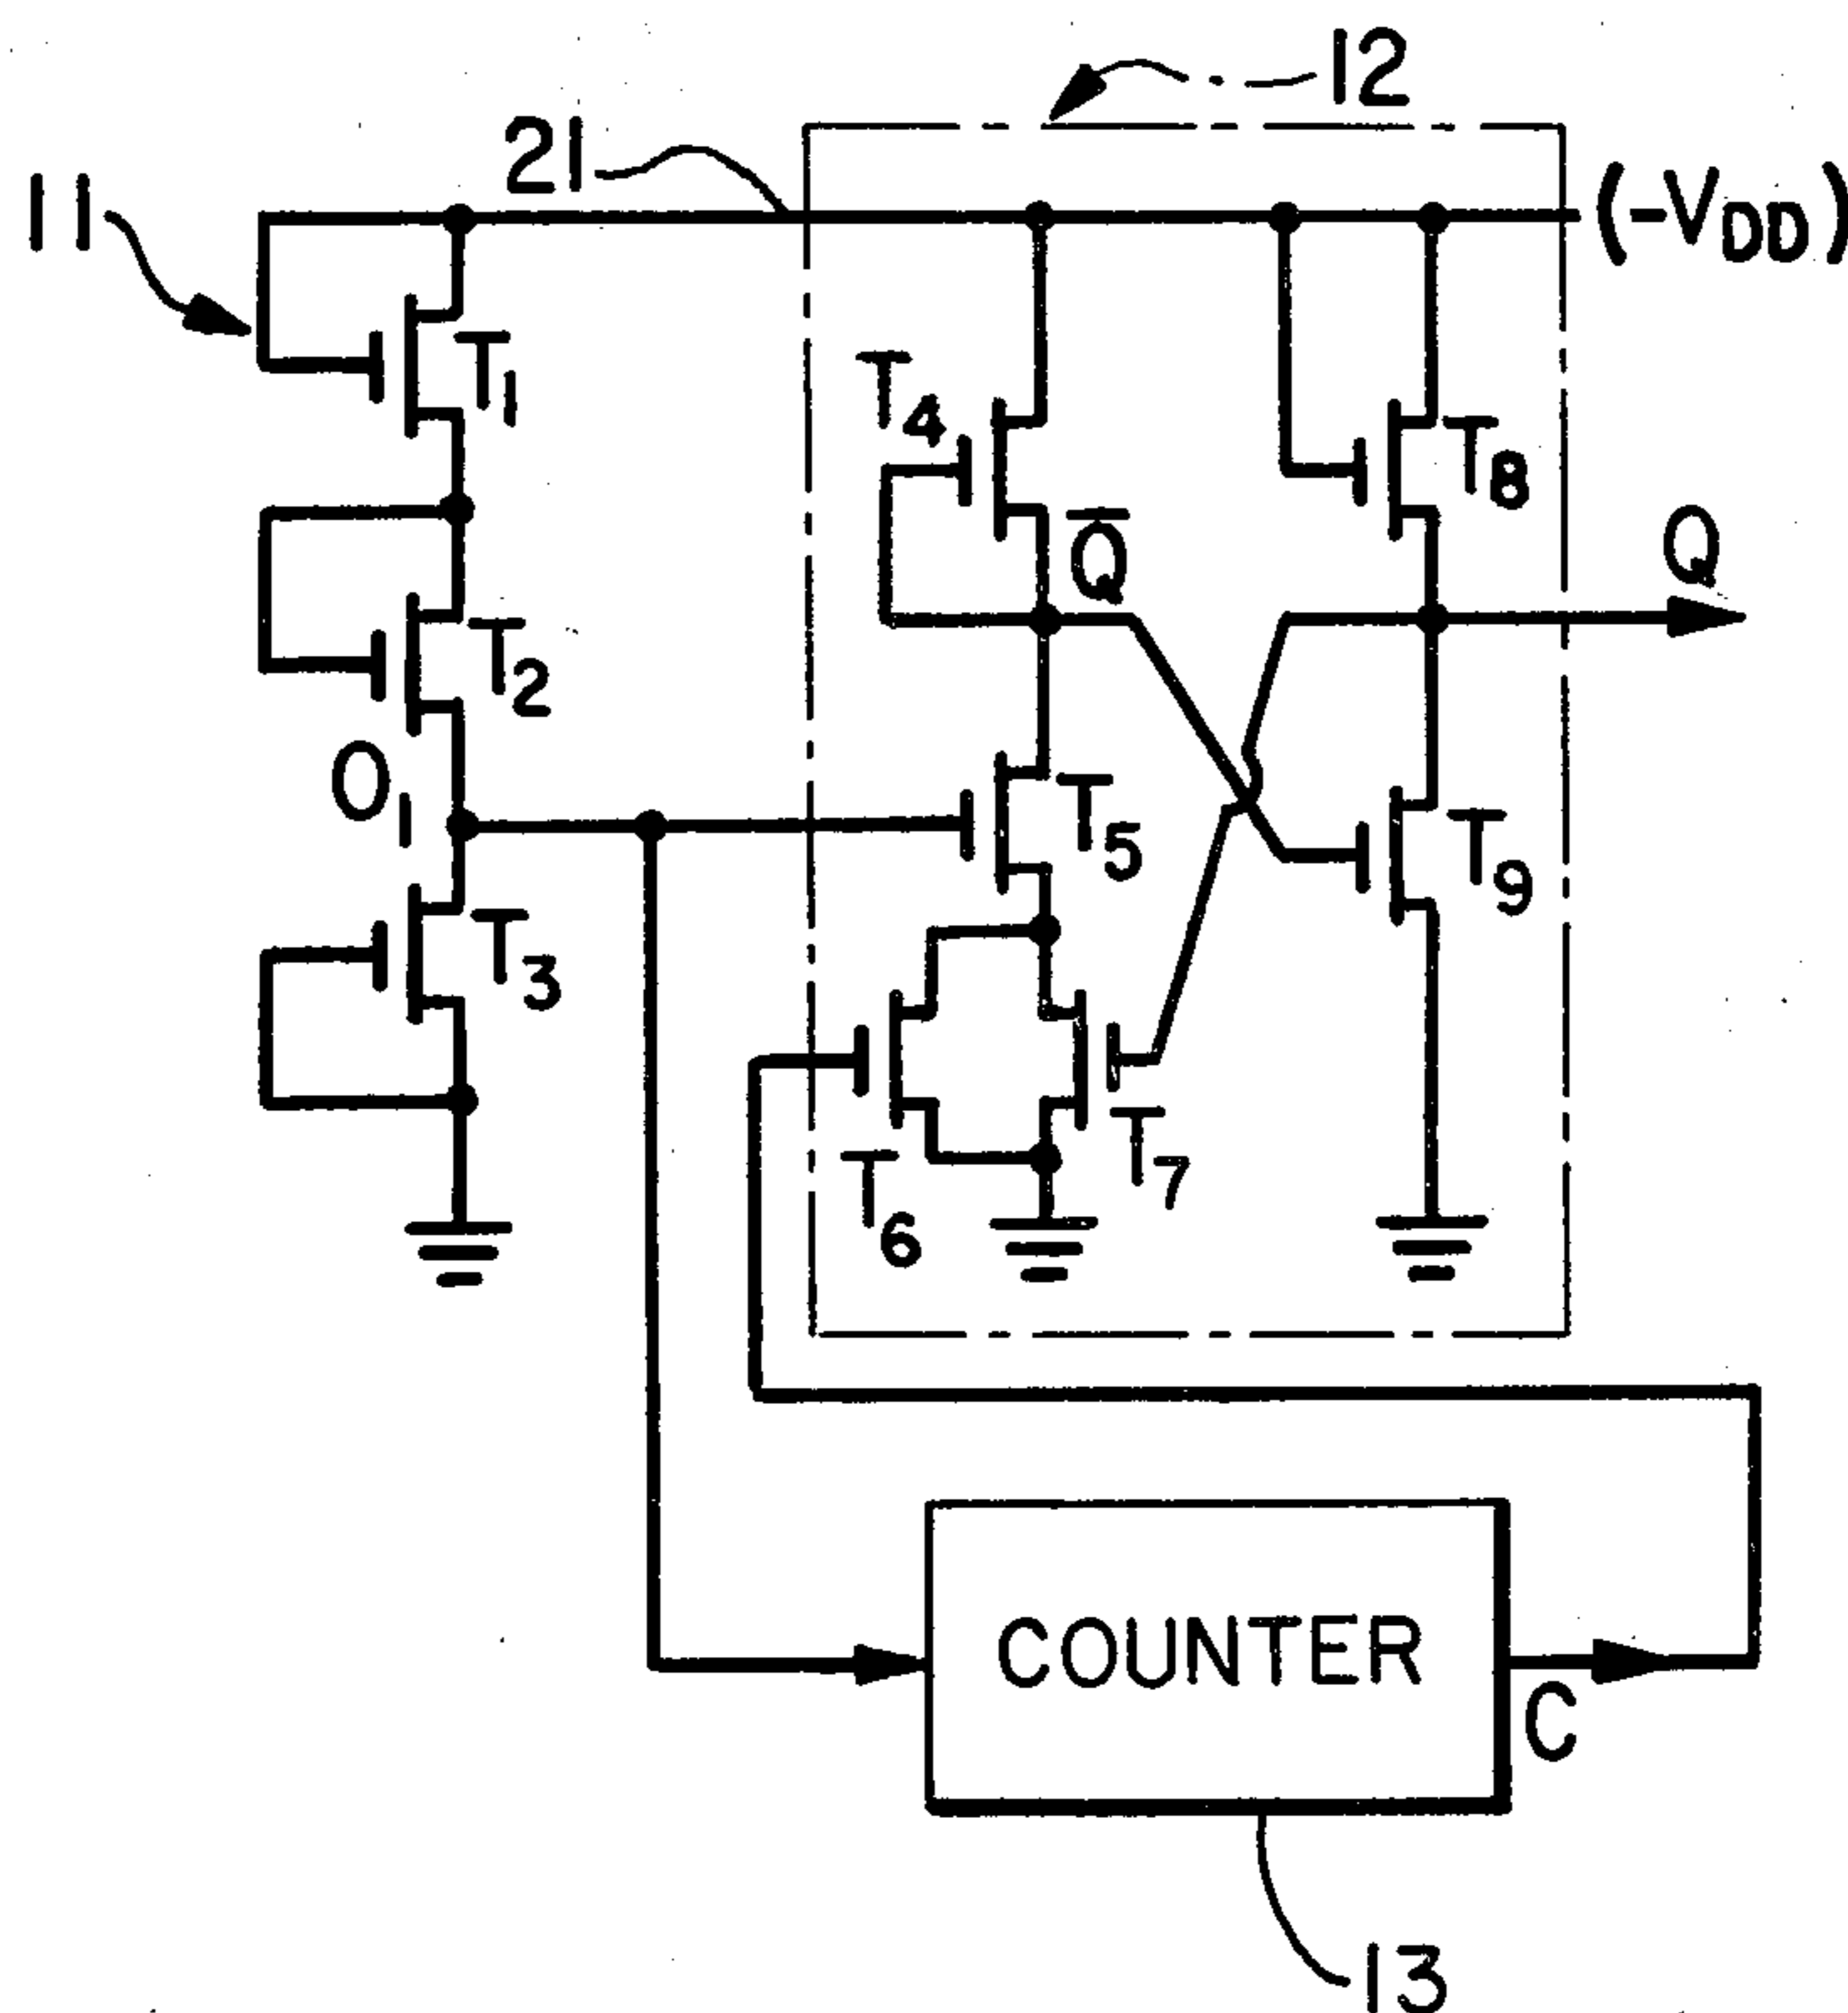 12
21
11
(-VDD)
T1
T4
T8
Q̅
Q
T2
O1
T5
T9
T3
T7
T6
COUNTER
C
13